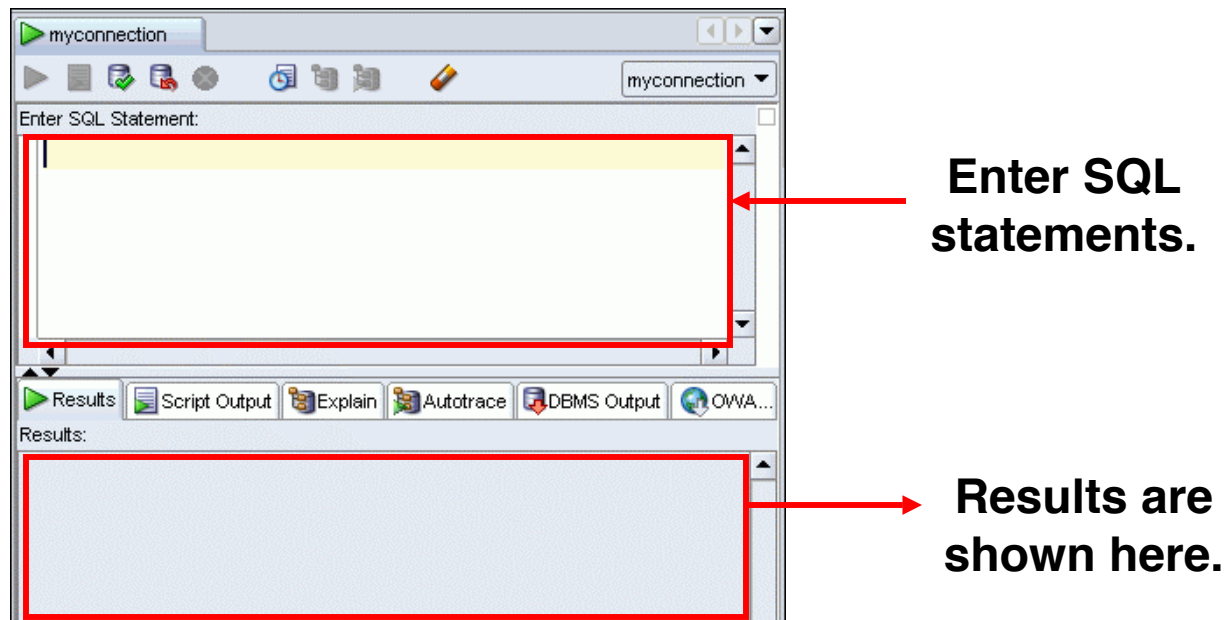 myconnection
myconnection
Enter SQL Statement:
Enter SQL
statements.
Results Script Output Explain Autotrace DBMS Output OWA...
Results:
Results are
shown here.